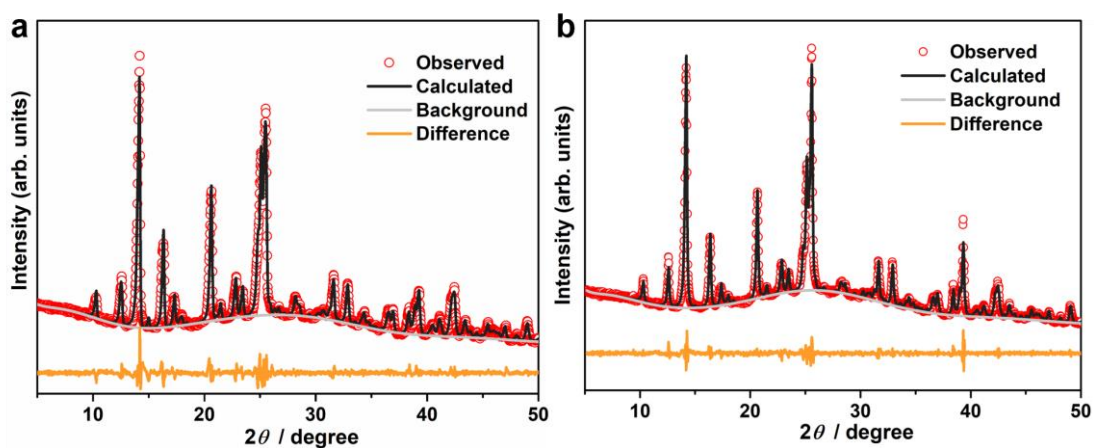 a
Observed
Calculated
Background
Difference
Intensity (arb. units)
10 20 30 40 50
2θ / degree
b
Observed
Calculated
Background
Difference
Intensity (arb. units)
10 20 30 40 50
2θ / degree